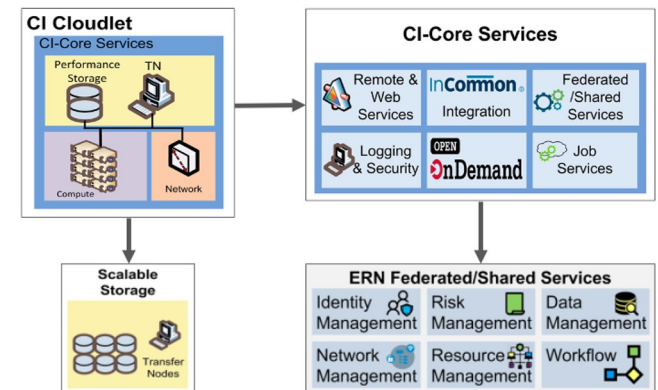 CI Cloudlet
CI-Core Services
Performance
Storage
TN
Compute
Network
CI-Core Services
Remote &
Web
Services
InCommon®
Integration
Federated
/Shared
Services
Logging
& Security
OPEN
OnDemand
Job
Services
Scalable
Storage
Transfer
Nodes
ERN Federated/Shared Services
Identity
Management
Risk
Management
Data
Management
Network
Management
Resource
Management
Workflow